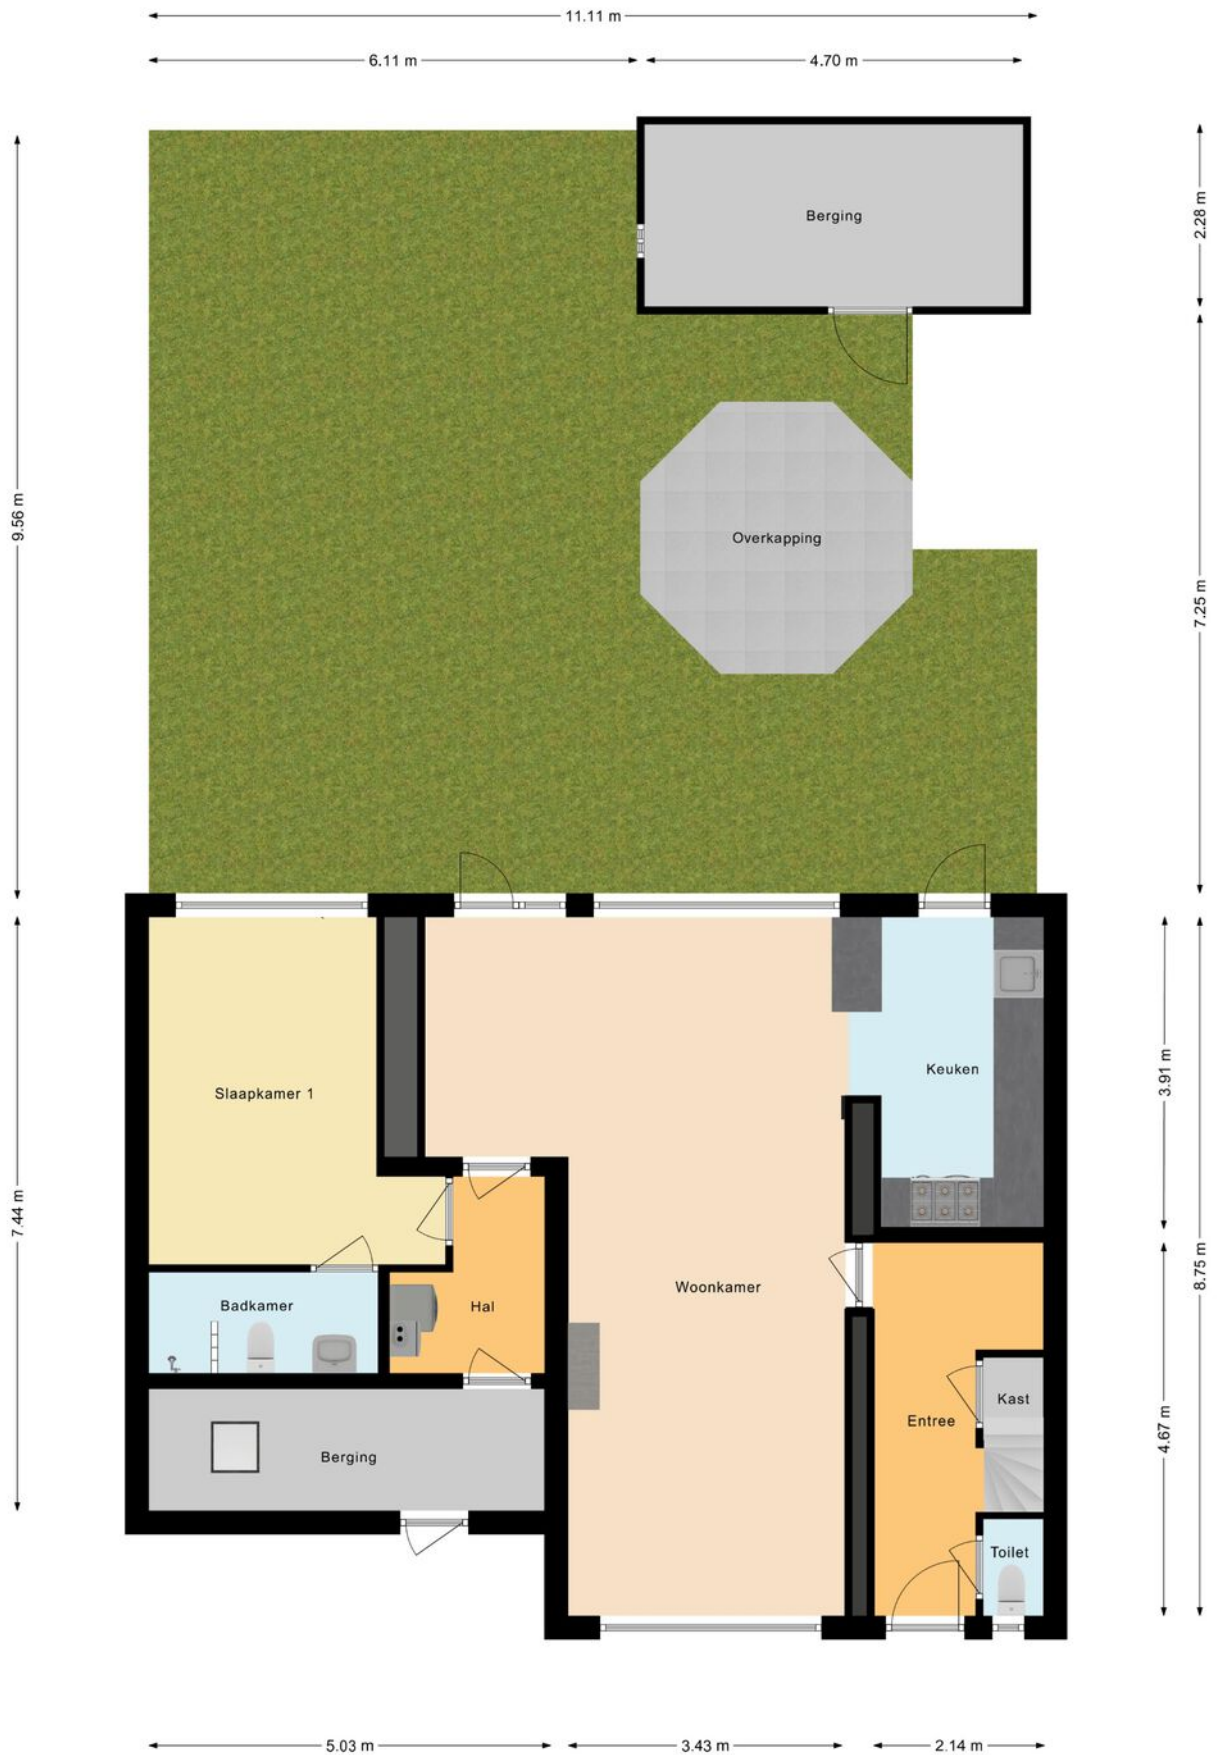 11.11 m
6.11 m
4.70 m
Berging
2.28 m
9.56 m
Overkapping
7.25 m
Slaapkamer 1
Keuken
3.91 m
7.44 m
8.75 m
Woonkamer
Badkamer
Hal
Kast
Entree
4.67 m
Berging
Toilet
5.03 m
3.43 m
2.14 m